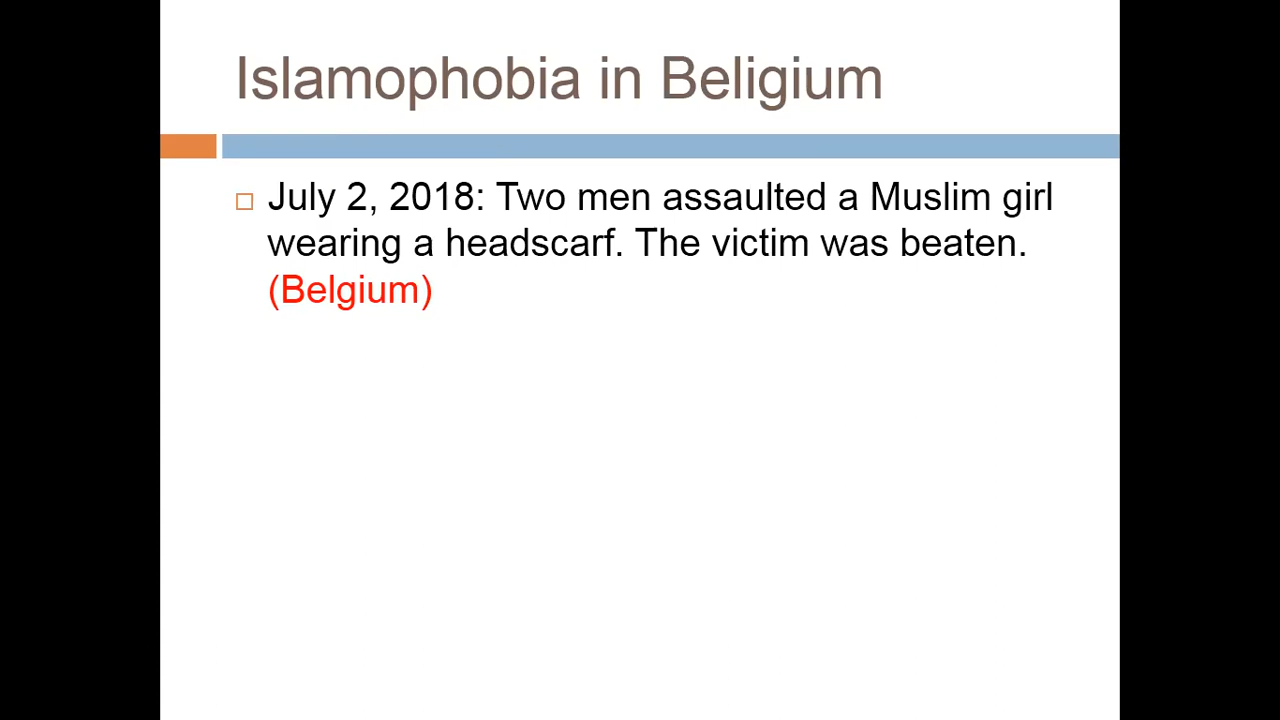 Islamophobia in Beligium
July 2, 2018: Two men assaulted a Muslim girl
wearing a headscarf. The victim was beaten.
(Belgium)